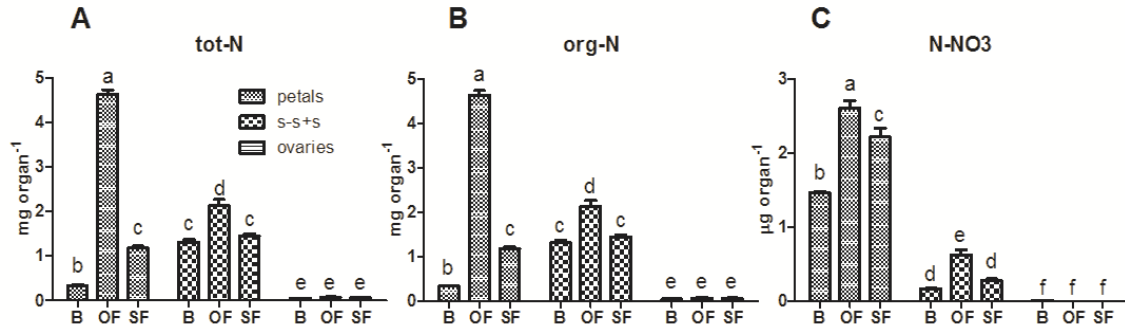 A
tot-N
mg organ-1
5
4
3
2
1
0
a
b
c
c
d
c
e e e
petals
s-s+s
ovaries
B OF SF B OF SF B OF SF
B
org-N
mg organ-1
5
4
3
2
1
0
a
b
c
c
d
c
e e e
B OF SF B OF SF B OF SF
C
N-NO3
µg organ-1
3
2
1
0
b
a
c
d
e
d
f f f
B OF SF B OF SF B OF SF